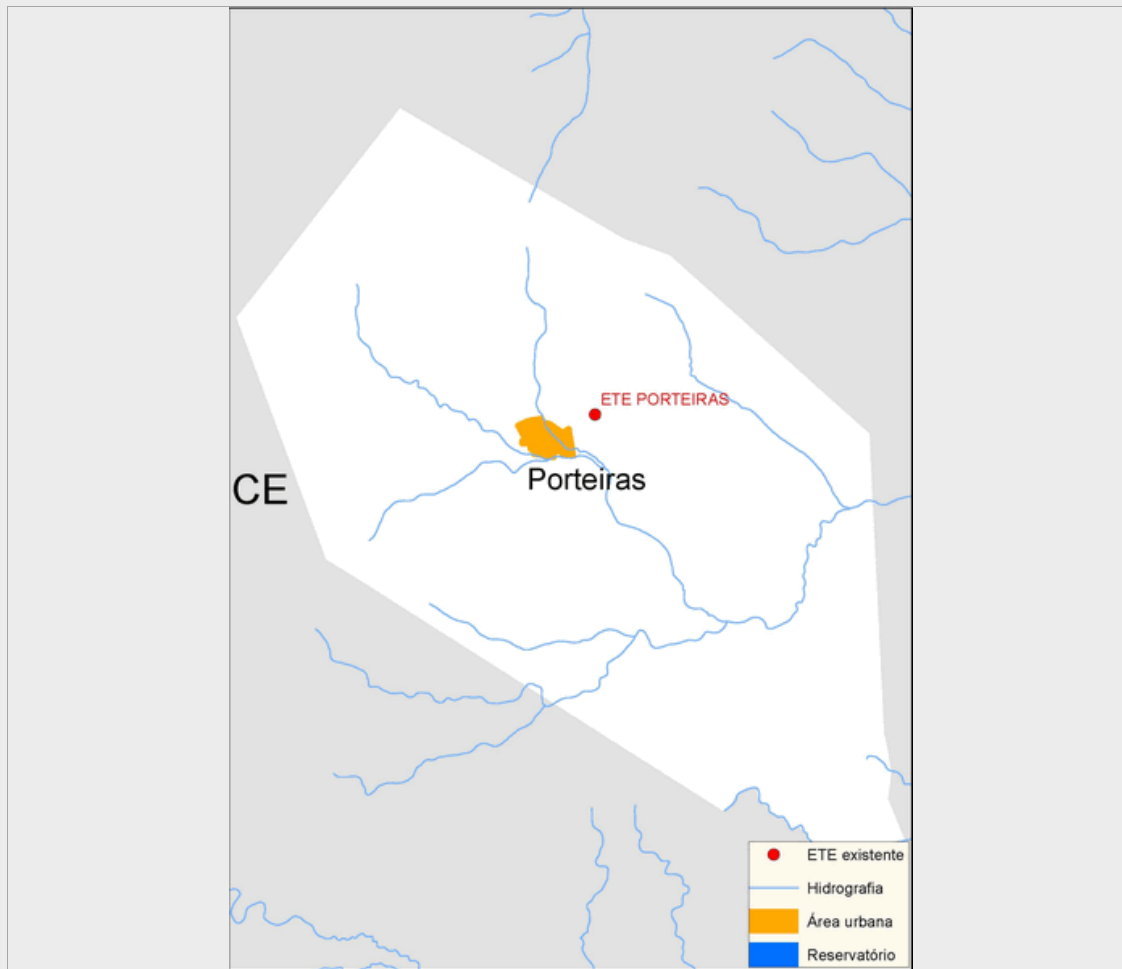 ETE PORTEIRAS
Porteiras
CE
ETE existente
Hidrografia
Área urbana
Reservatório